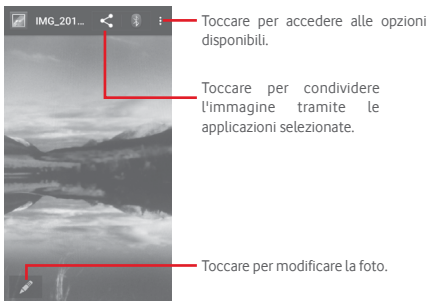 IMG_201...
Toccare per accedere alle opzioni
disponibili.
Toccare per condividere
l'immagine tramite le
applicazioni selezionate.
Toccare per modificare la foto.